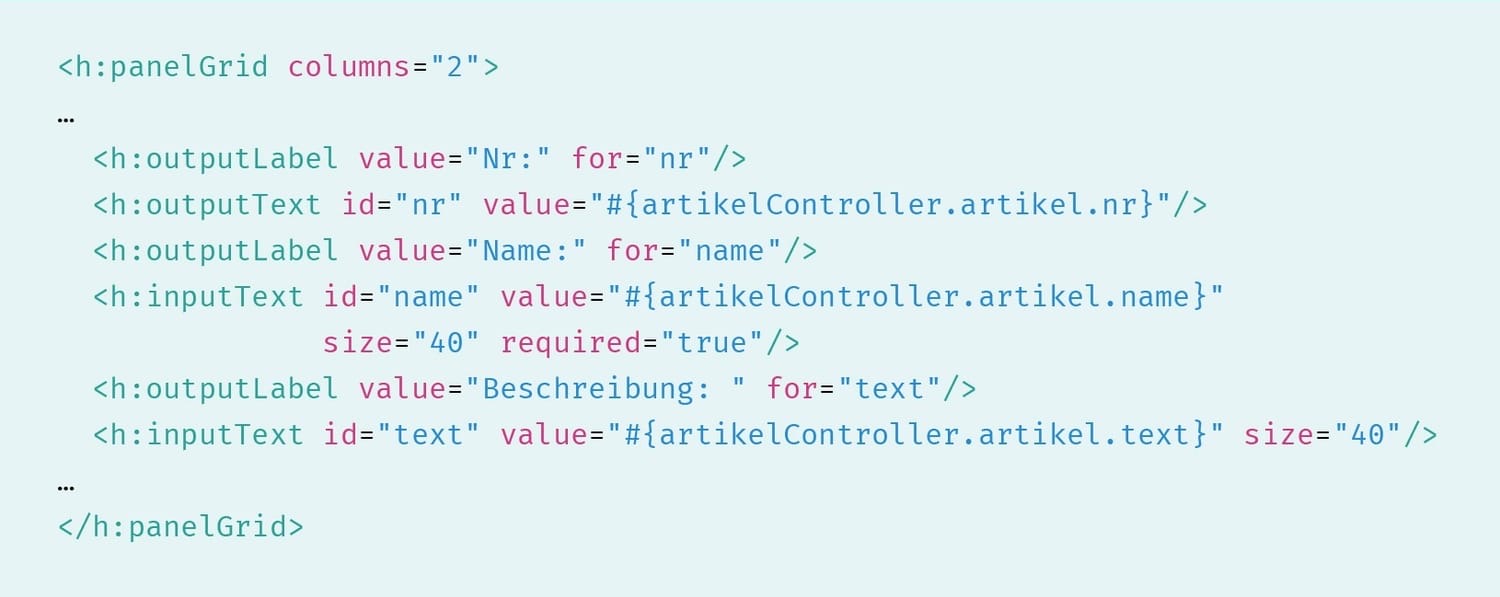 <h:panelGrid columns="2">
…
  <h:outputLabel value="Nr:" for="nr"/>
  <h:outputText id="nr" value="#{artikelController.artikel.nr}"/>
  <h:outputLabel value="Name:" for="name"/>
  <h:inputText id="name" value="#{artikelController.artikel.name}"
               size="40" required="true"/>
  <h:outputLabel value="Beschreibung: " for="text"/>
  <h:inputText id="text" value="#{artikelController.artikel.text}" size="40"/>
…
</h:panelGrid>